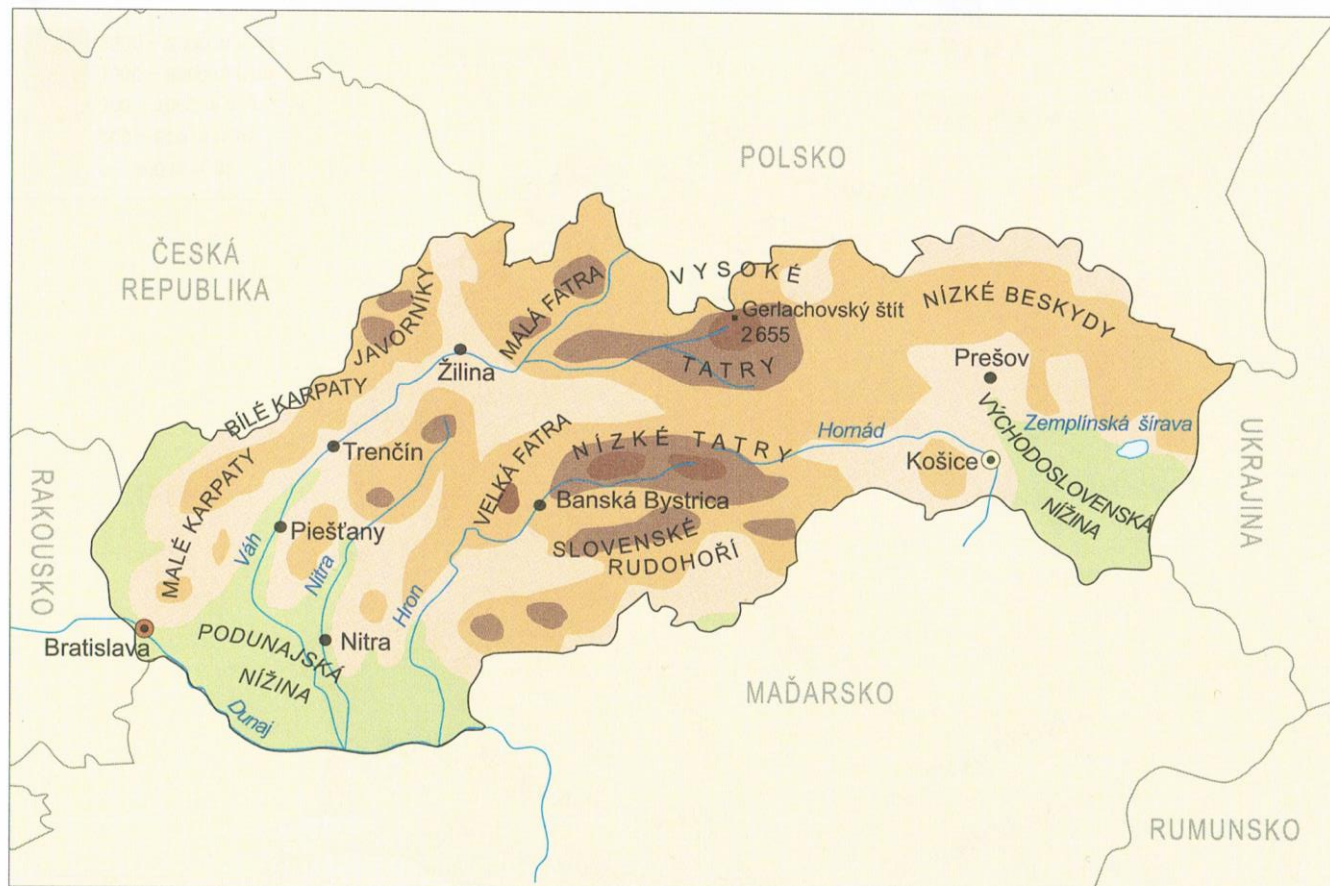 POLSKO
ČESKÁ
REPUBLIKA
VYSOKÉ
TATRY
Gerlachovský štít
2 655
NÍZKÉ BESKYDY
MALÁ FATRA
JAVORNÍKY
Žilina
Prešov
BÍLÉ KARPATY
VÝCHODOSLOVENSKÁ
NÍŽINA
Zemplínská šírava
UKRAJINA
Trenčín
VELKÁ FATRA
NÍZKÉ TATRY
Hornád
Košice
RAKOUSKO
MALÉ KARPATY
Piešťany
Váh
Nitra
Banská Bystrica
SLOVENSKÉ
RUDOHOŘÍ
Hron
Bratislava
PODUNAJSKÁ
NÍŽINA
Nitra
Dunaj
MAĎARSKO
RUMUNSKO